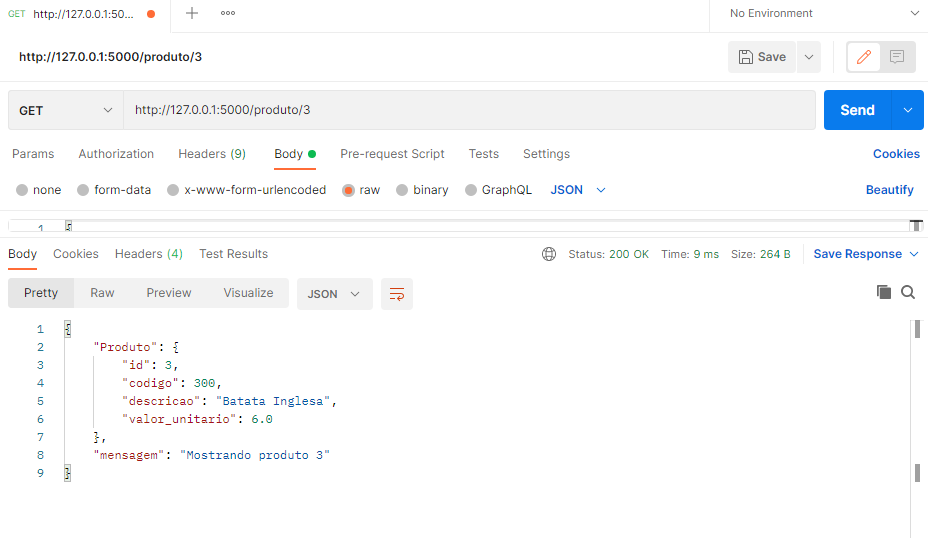 GET http://127.0.0.1:50... No Environment
http://127.0.0.1:5000/produto/3 Save
GET http://127.0.0.1:5000/produto/3 Send
Params Authorization Headers (9) Body Pre-request Script Tests Settings Cookies
none form-data x-www-form-urlencoded raw binary GraphQL JSON Beautify
1 {
Body Cookies Headers (4) Test Results Status: 200 OK Time: 9 ms Size: 264 B Save Response
Pretty Raw Preview Visualize JSON
1 {
2 "Produto": {
3 "id": 3,
4 "codigo": 300,
5 "descricao": "Batata Inglesa",
6 "valor_unitario": 6.0
7 },
8 "mensagem": "Mostrando produto 3"
9 }